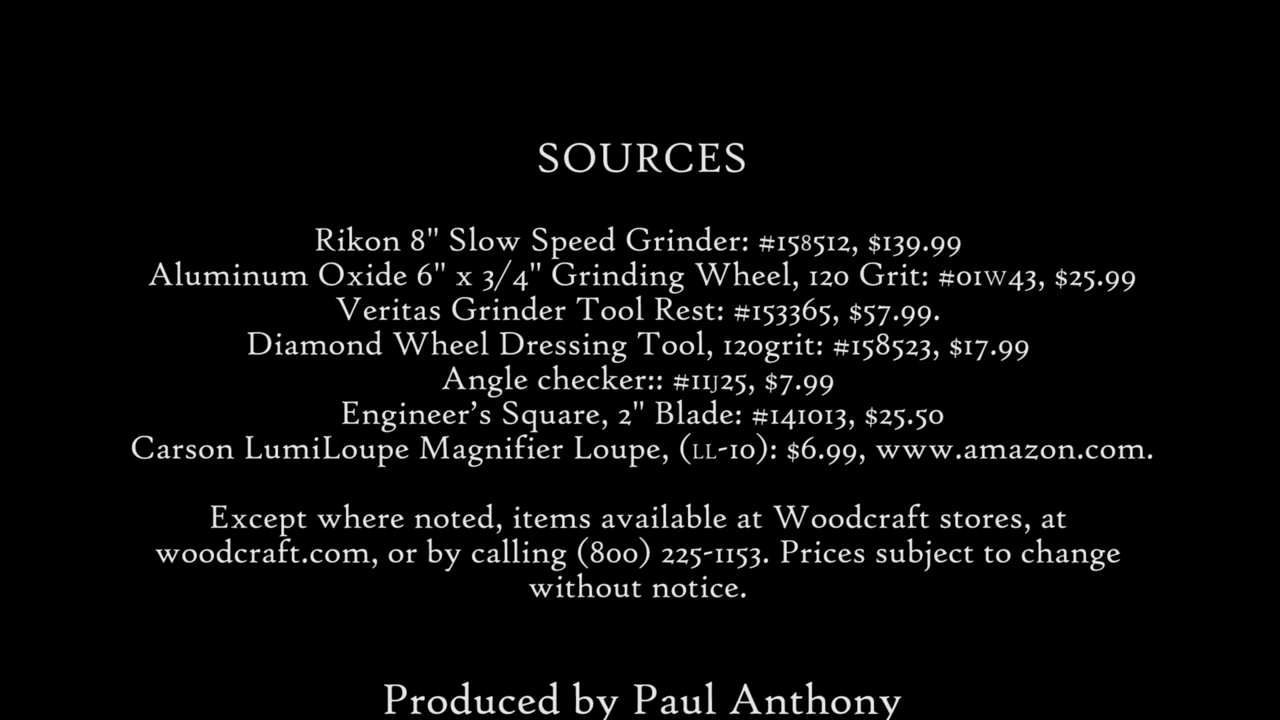 SOURCES
Rikon 8" Slow Speed Grinder: #158512, $139.99
Aluminum Oxide 6" x 3/4" Grinding Wheel, 120 Grit: #01W43, $25.99
Veritas Grinder Tool Rest: #153365, $57.99.
Diamond Wheel Dressing Tool, 120grit: #158523, $17.99
Angle checker:: #11J25, $7.99
Engineer’s Square, 2" Blade: #141013, $25.50
Carson LumiLoupe Magnifier Loupe, (LL-10): $6.99, www.amazon.com.
Except where noted, items available at Woodcraft stores, at
woodcraft.com, or by calling (800) 225-1153. Prices subject to change
without notice.
Produced by Paul Anthony